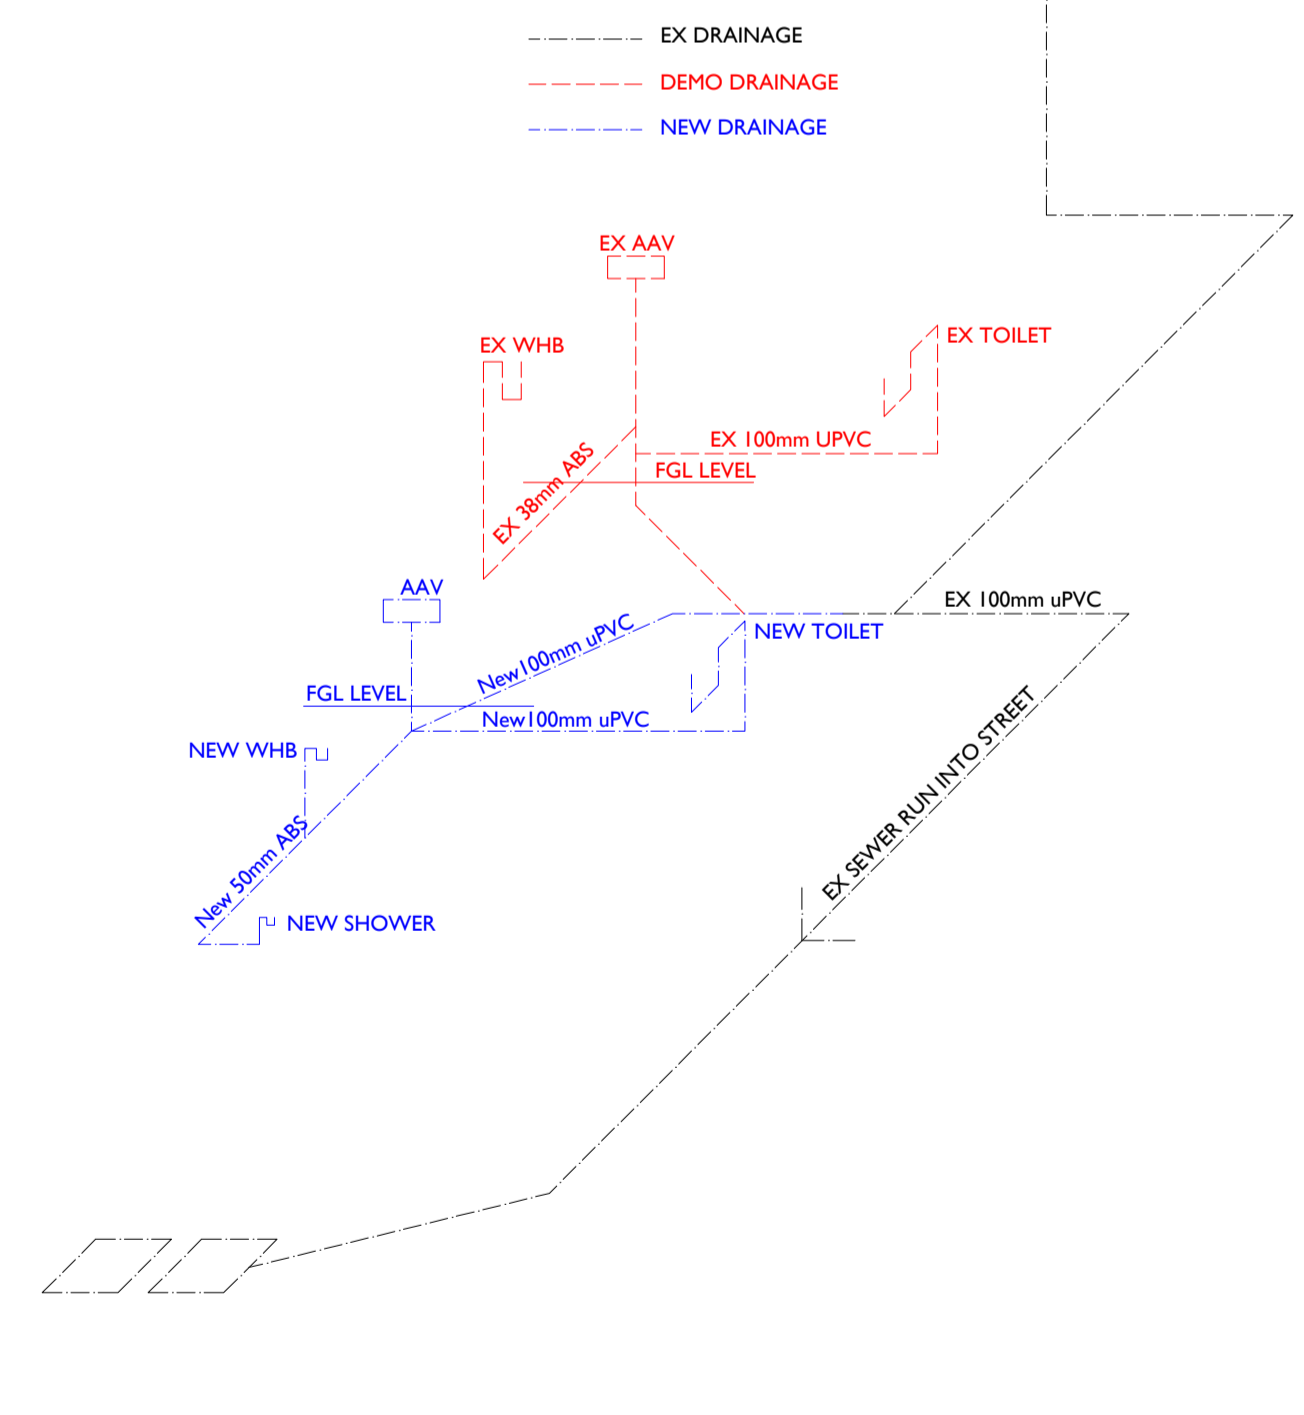 EX DRAINAGE
DEMO DRAINAGE
NEW DRAINAGE
EX AAV
EX WHB
EX TOILET
EX 100mm UPVC
EX 38mm ABS
FGL LEVEL
AAV
EX 100mm uPVC
NEW TOILET
New100mm uPVC
FGL LEVEL
New100mm uPVC
NEW WHB
EX SEWER RUN INTO STREET
New 50mm ABS
NEW SHOWER